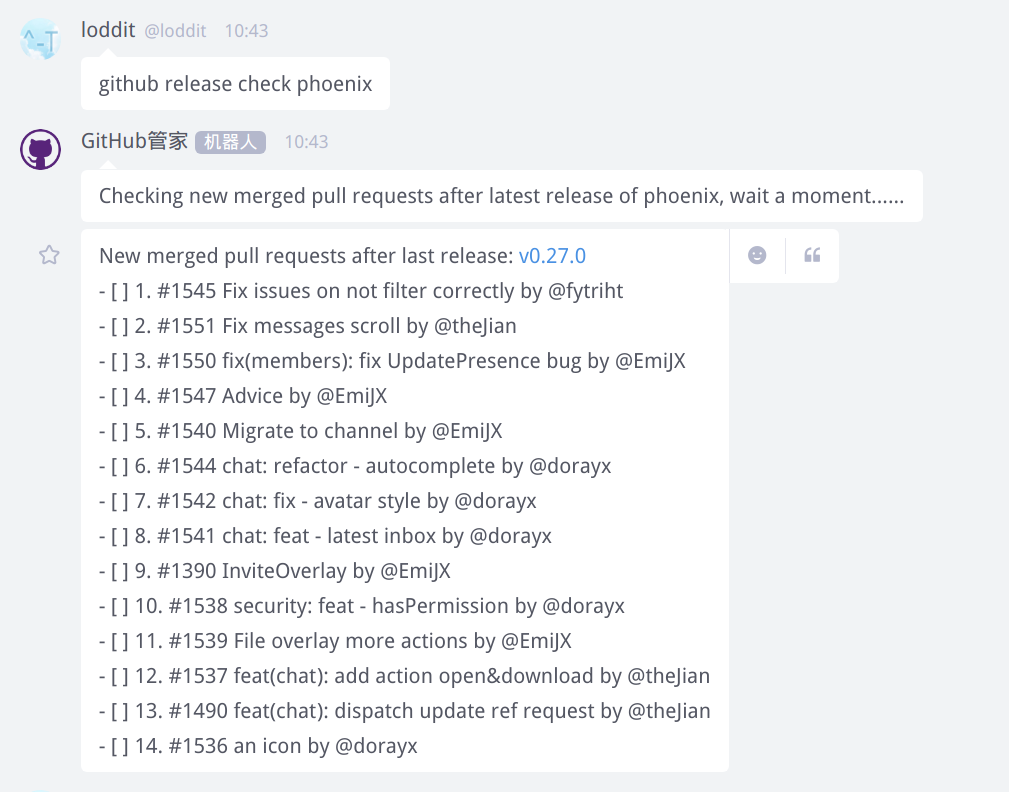 loddit @loddit 10:43
github release check phoenix
GitHub管家 机器人 10:43
Checking new merged pull requests after latest release of phoenix, wait a moment......
New merged pull requests after last release: v0.27.0
- [ ] 1. #1545 Fix issues on not filter correctly by @fytriht
- [ ] 2. #1551 Fix messages scroll by @theJian
- [ ] 3. #1550 fix(members): fix UpdatePresence bug by @EmiJX
- [ ] 4. #1547 Advice by @EmiJX
- [ ] 5. #1540 Migrate to channel by @EmiJX
- [ ] 6. #1544 chat: refactor - autocomplete by @dorayx
- [ ] 7. #1542 chat: fix - avatar style by @dorayx
- [ ] 8. #1541 chat: feat - latest inbox by @dorayx
- [ ] 9. #1390 InviteOverlay by @EmiJX
- [ ] 10. #1538 security: feat - hasPermission by @dorayx
- [ ] 11. #1539 File overlay more actions by @EmiJX
- [ ] 12. #1537 feat(chat): add action open&download by @theJian
- [ ] 13. #1490 feat(chat): dispatch update ref request by @theJian
- [ ] 14. #1536 an icon by @dorayx